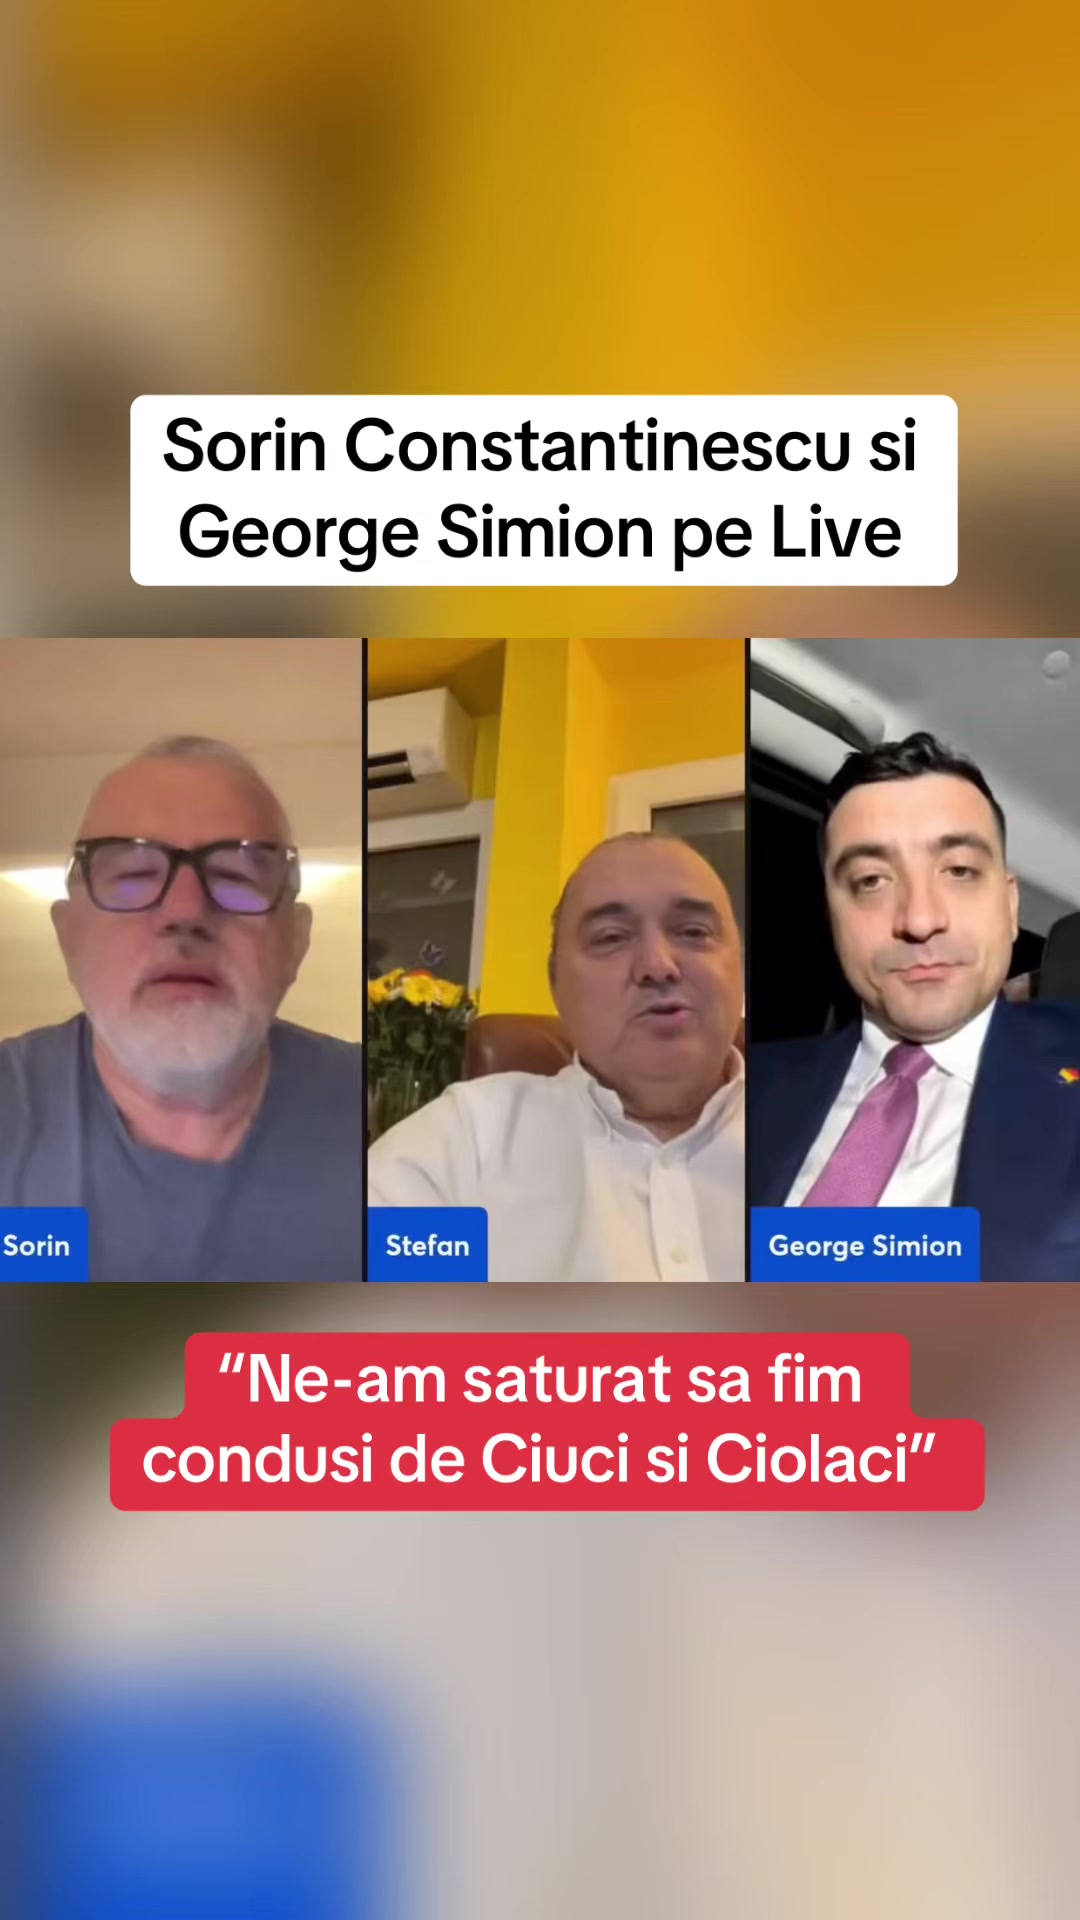 Sorin Constantinescu si
George Simion pe Live
Sorin
Stefan
George Simion
“Ne-am saturat sa fim
condusi de Ciuci si Ciolaci”